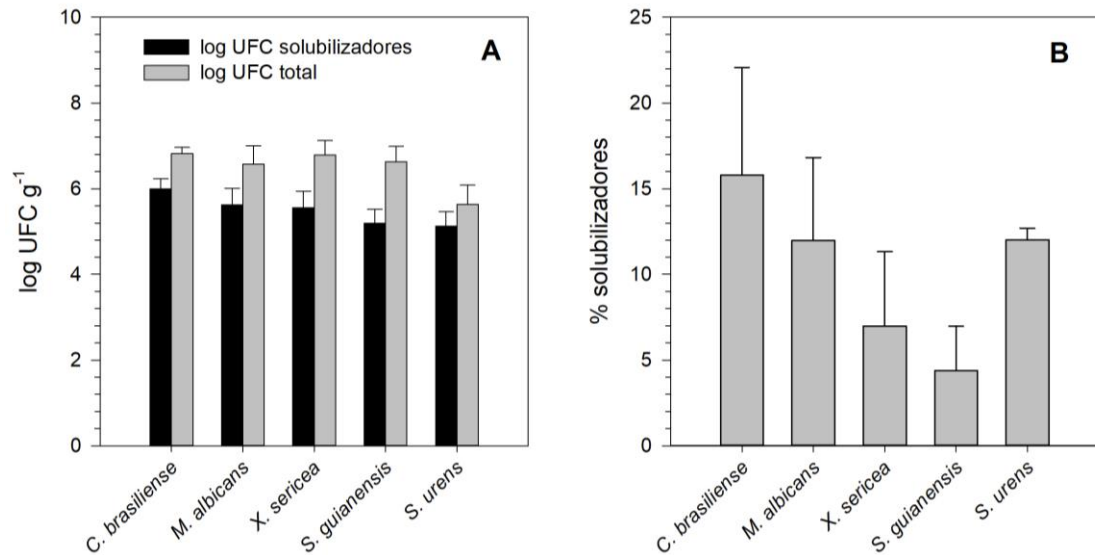 10
8
6
4
2
0
log UFC g⁻¹
log UFC solubilizadores
log UFC total
A
C. brasiliense
M. albicans
X. sericea
S. guianensis
S. urens
25
20
15
10
5
0
% solubilizadores
B
C. brasiliense
M. albicans
X. sericea
S. guianensis
S. urens